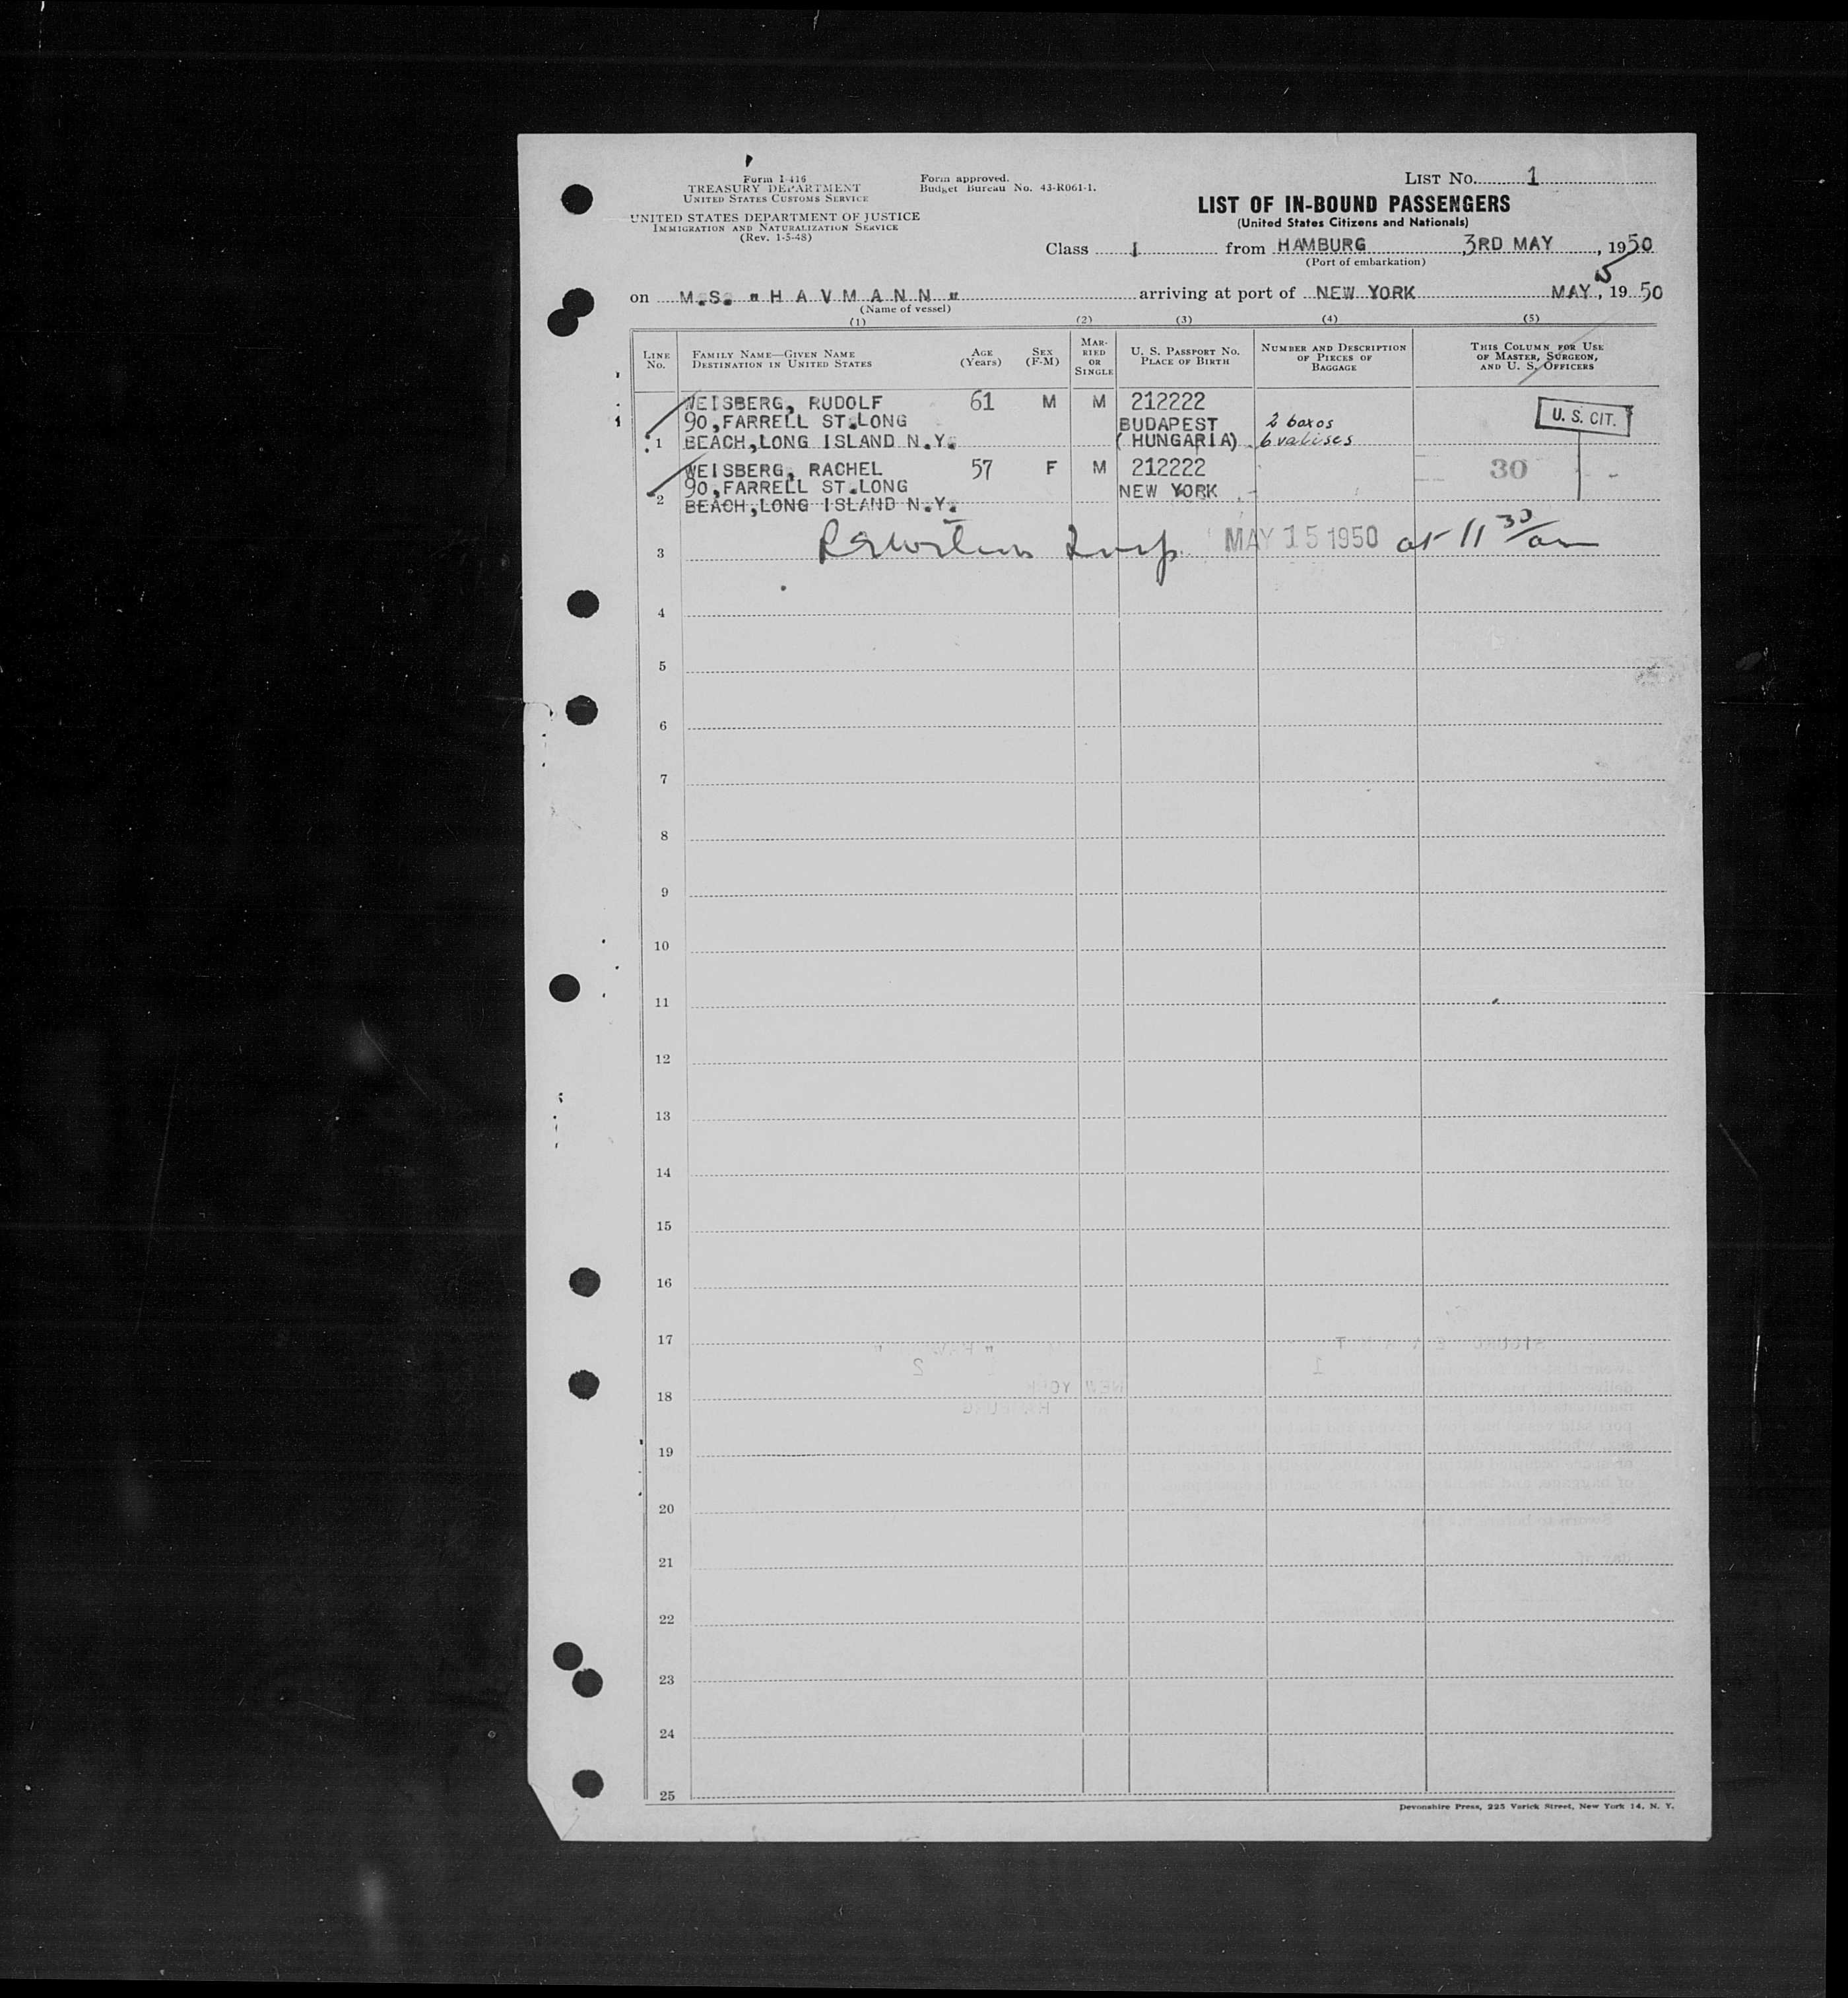 Form I-416
TREASURY DEPARTMENT
UNITED STATES CUSTOMS SERVICE
UNITED STATES DEPARTMENT OF JUSTICE
IMMIGRATION AND NATURALIZATION SERVICE
(Rev. 1-5-48)
Form approved.
Budget Bureau No. 43-R061-1.
LIST NO. 1
LIST OF IN-BOUND PASSENGERS
(United States Citizens and Nationals)
Class I from HAMBURG, 3RD MAY, 1950
(Port of embarkation)
on M.S. "HAVMANN" arriving at port of NEW YORK MAY, 1950
(Name of vessel)
(1) (2) (3) (4) (5)
LINE NO.
FAMILY NAME—GIVEN NAME
DESTINATION IN UNITED STATES
AGE (Years)
SEX (F-M)
MARRIED OR SINGLE
U. S. PASSPORT NO.
PLACE OF BIRTH
NUMBER AND DESCRIPTION OF PIECES OF BAGGAGE
THIS COLUMN FOR USE OF MASTER, SURGEON, AND U. S. OFFICERS
WEISBERG, RUDOLF 61 M M 212222
90, FARRELL ST.LONG BUDAPEST 2 boxos
1 BEACH,LONG ISLAND N.Y. (HUNGARIA) 6 valises
U. S. CIT.
WEISBERG, RACHEL 57 F M 212222 30
90,FARRELL ST.LONG NEW YORK
2 BEACH,LONG ISLAND N.Y.
3 MAY 15 1950 at 11 30/am
4
5
6
7
8
9
10
11
12
13
14
15
16
17
18
19
20
21
22
23
24
25
Devonshire Press, 225 Varick Street, New York 14, N. Y.